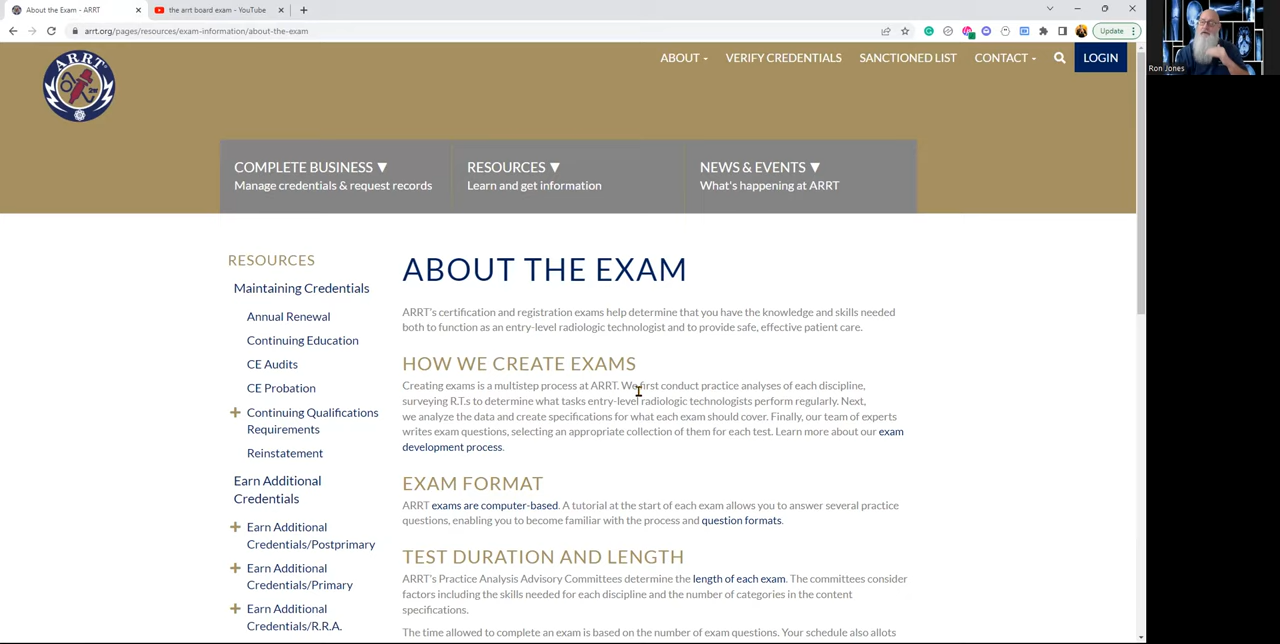 About the Exam - ARRT
the arrt board exam - YouTube
arrt.org/pages/resources/exam-information/about-the-exam
Update
Ron Jones
ARRT
ABOUT
VERIFY CREDENTIALS
SANCTIONED LIST
CONTACT
LOGIN
COMPLETE BUSINESS
Manage credentials & request records
RESOURCES
Learn and get information
NEWS & EVENTS
What's happening at ARRT
RESOURCES
Maintaining Credentials
Annual Renewal
Continuing Education
CE Audits
CE Probation
Continuing Qualifications
Requirements
Reinstatement
Earn Additional
Credentials
Earn Additional
Credentials/Postprimary
Earn Additional
Credentials/Primary
Earn Additional
Credentials/R.R.A.
ABOUT THE EXAM
ARRT's certification and registration exams help determine that you have the knowledge and skills needed
both to function as an entry-level radiologic technologist and to provide safe, effective patient care.
HOW WE CREATE EXAMS
Creating exams is a multistep process at ARRT. We first conduct practice analyses of each discipline,
surveying R.T.s to determine what tasks entry-level radiologic technologists perform regularly. Next,
we analyze the data and create specifications for what each exam should cover. Finally, our team of experts
writes exam questions, selecting an appropriate collection of them for each test. Learn more about our exam
development process.
EXAM FORMAT
ARRT exams are computer-based. A tutorial at the start of each exam allows you to answer several practice
questions, enabling you to become familiar with the process and question formats.
TEST DURATION AND LENGTH
ARRT's Practice Analysis Advisory Committees determine the length of each exam. The committees consider
factors including the skills needed for each discipline and the number of categories in the content
specifications.
The time allowed to complete an exam is based on the number of exam questions. Your schedule also allots